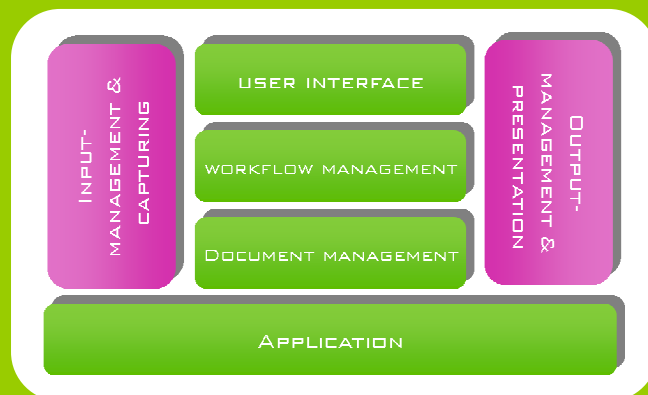 Input-
management &
capturing
user interface
workflow management
Document management
Output-
management &
presentation
Application